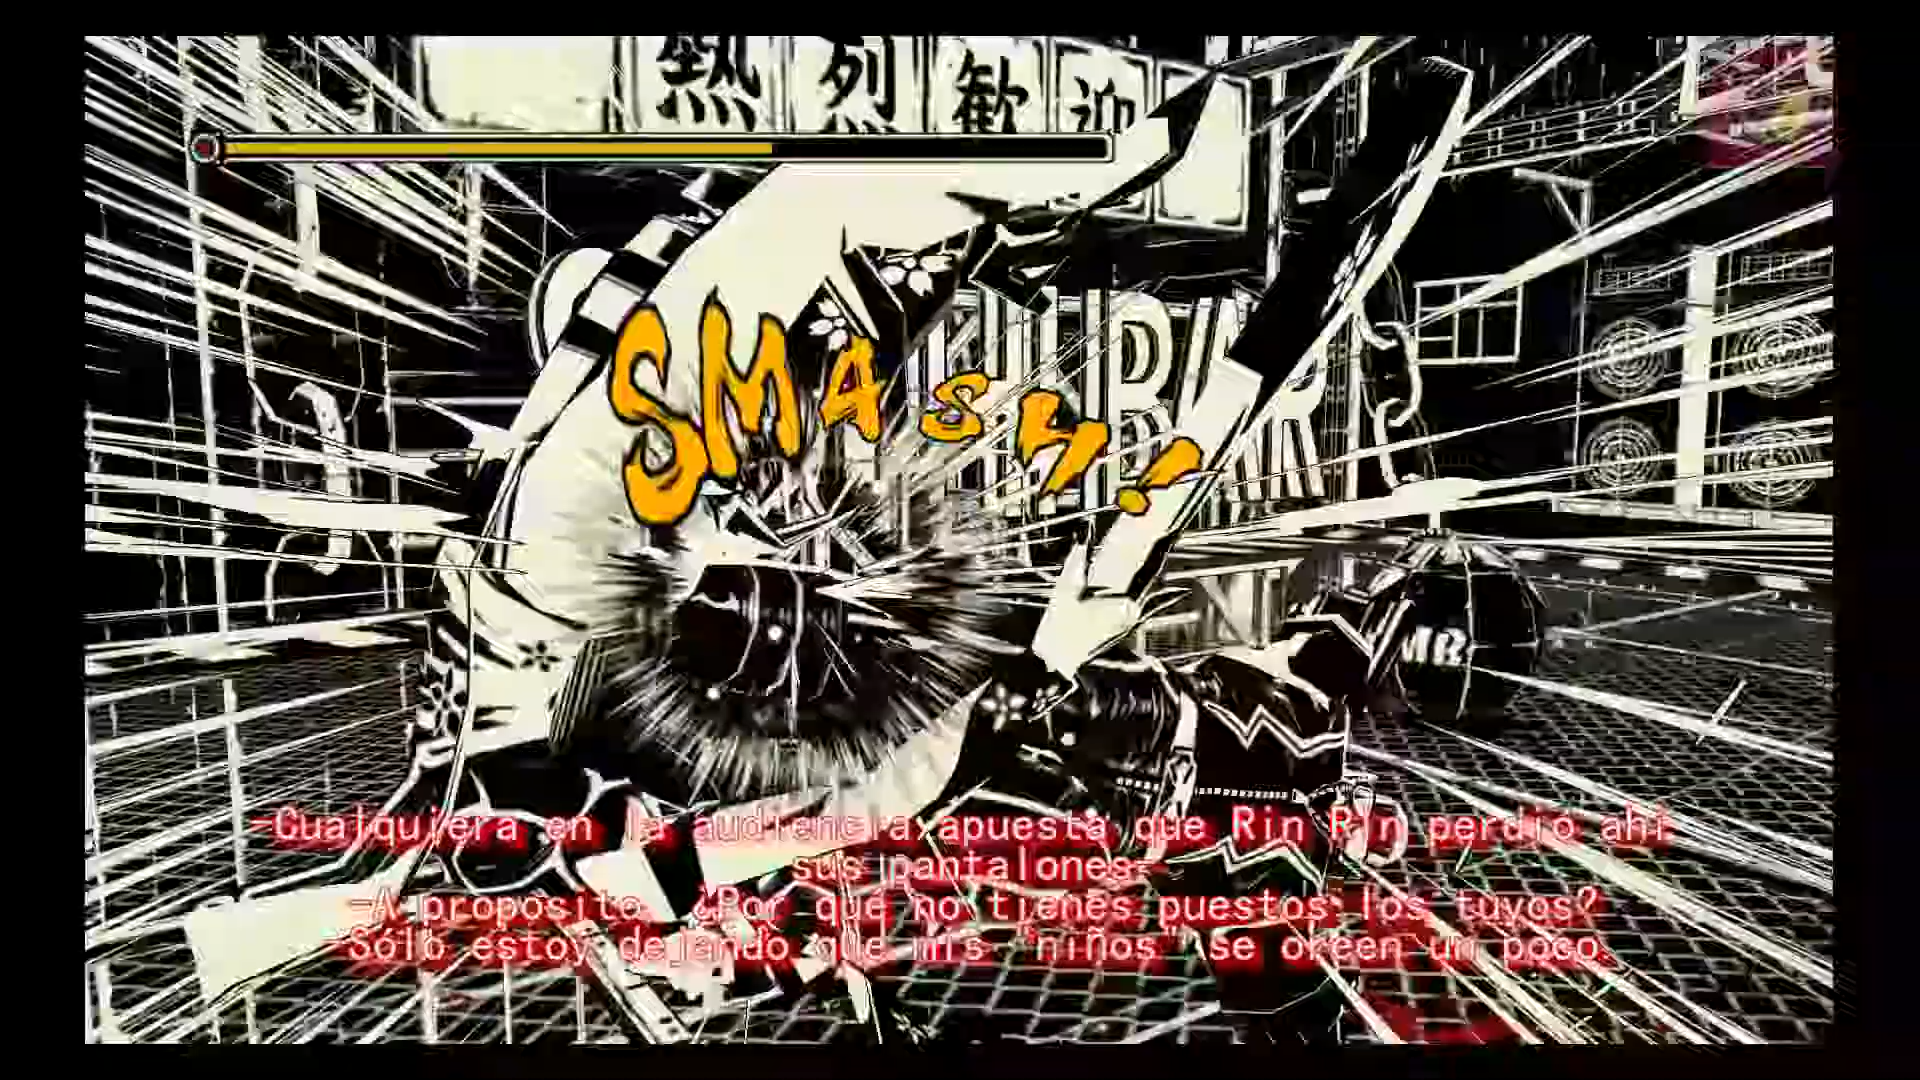 熱烈歓迎
SMASH!
KILLBAR
-Cualquiera en la audiencia apuesta que Rin Rin perdió ahí
sus pantalones-
-A propósito, ¿Por qué no tienes puestos los tuyos?
-Sólo estoy dejando que mis "niños" se oreen un poco